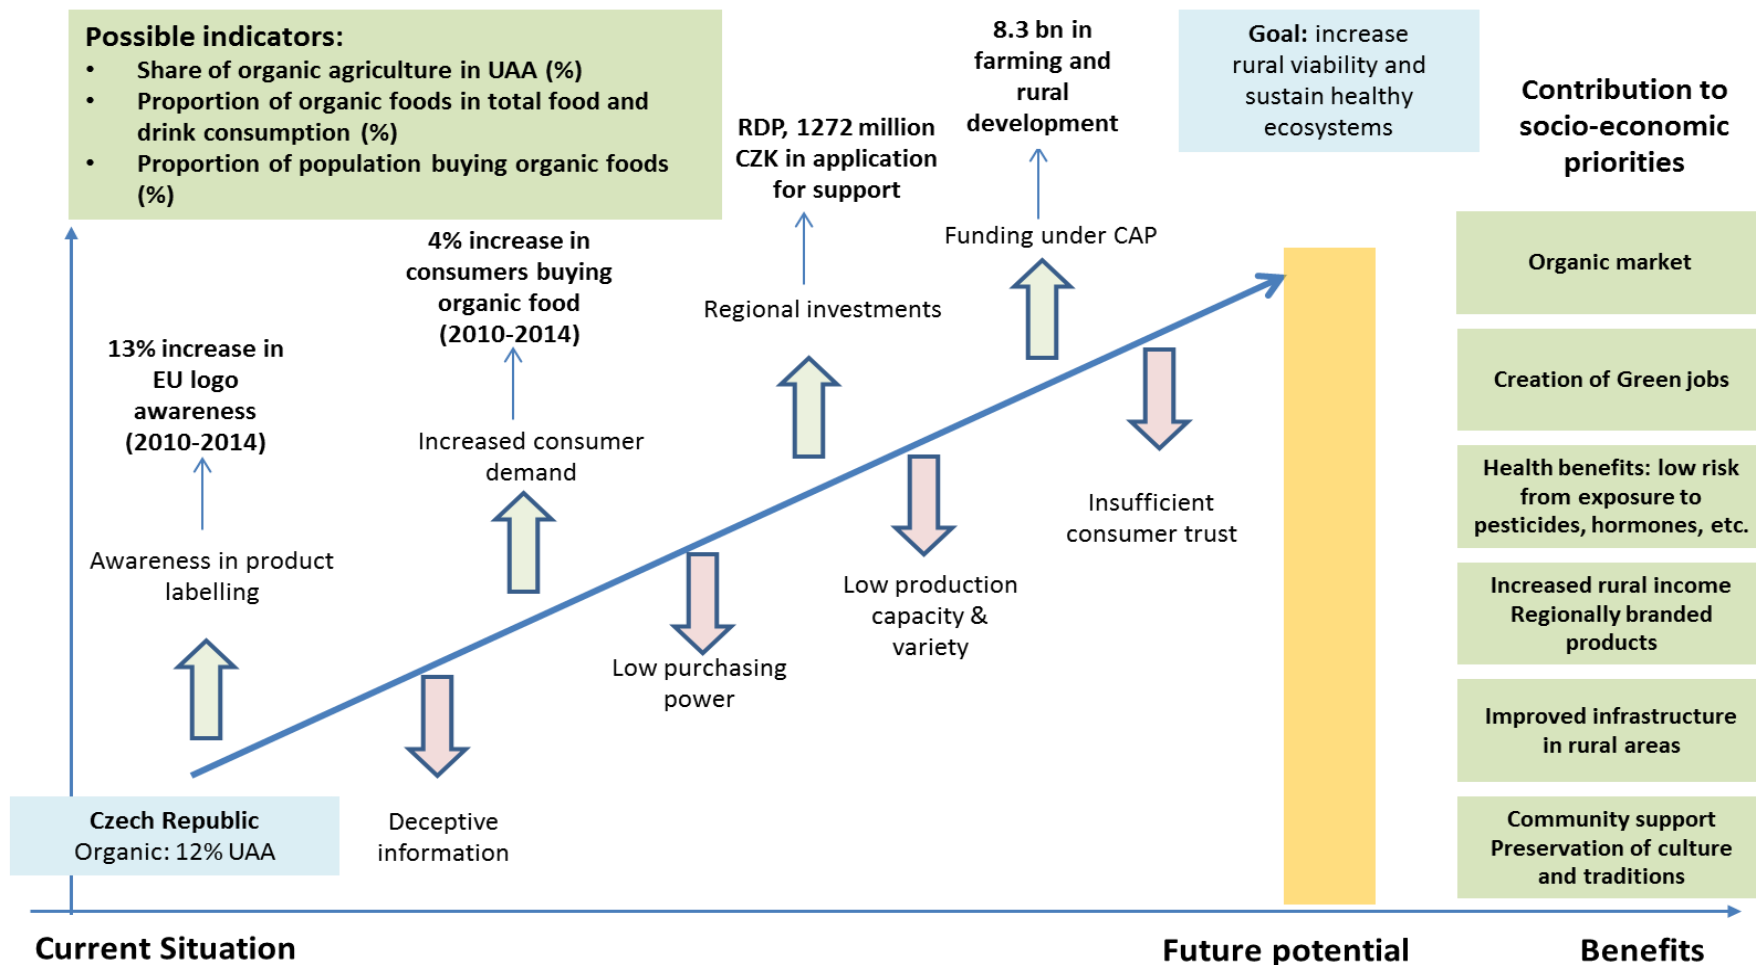 Possible indicators:
• Share of organic agriculture in UAA (%)
• Proportion of organic foods in total food and
drink consumption (%)
• Proportion of population buying organic foods
(%)
8.3 bn in
farming and
rural
development
Goal: increase
rural viability and
sustain healthy
ecosystems
Contribution to
socio-economic
priorities
RDP, 1272 million
CZK in application
for support
4% increase in
consumers buying
organic food
(2010-2014)
13% increase in
EU logo
awareness
(2010-2014)
Funding under CAP
Regional investments
Increased consumer
demand
Awareness in product
labelling
Insufficient
consumer trust
Low production
capacity &
variety
Low purchasing
power
Deceptive
information
Czech Republic
Organic: 12% UAA
Organic market
Creation of Green jobs
Health benefits: low risk
from exposure to
pesticides, hormones, etc.
Increased rural income
Regionally branded
products
Improved infrastructure
in rural areas
Community support
Preservation of culture
and traditions
Current Situation
Future potential
Benefits